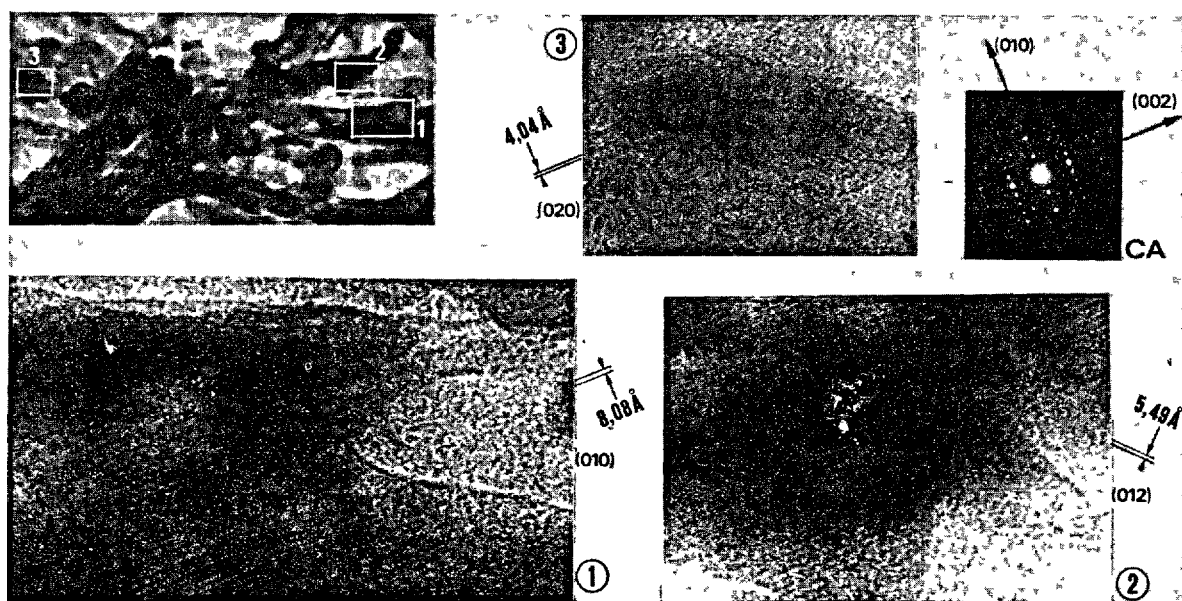 3
2
1
③
4,04Å
(020)
(010)
(002)
CA
8,08Å
(010)
①
5,49Å
(012)
②